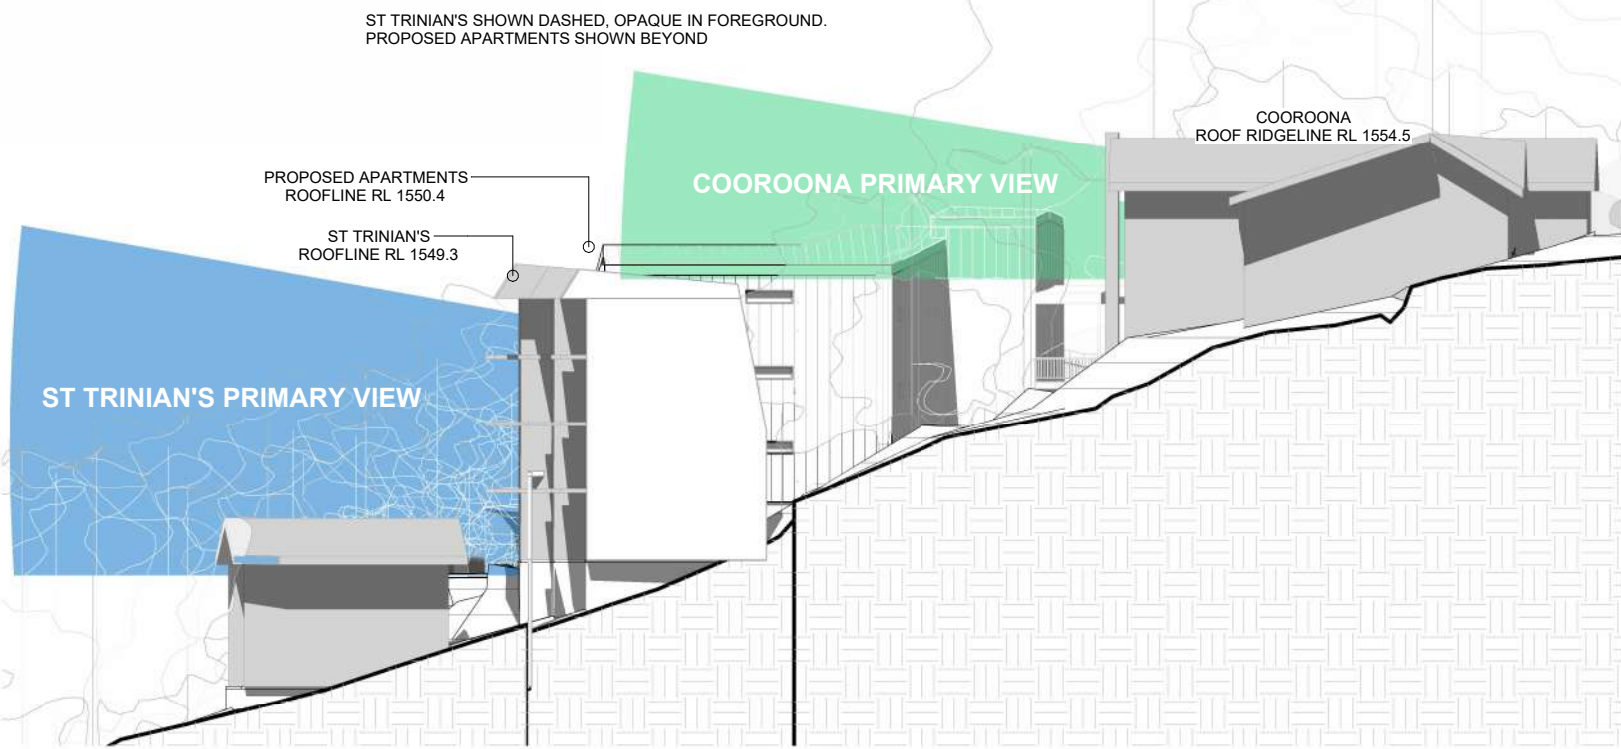 ST TRINIAN'S SHOWN DASHED, OPAQUE IN FOREGROUND.
PROPOSED APARTMENTS SHOWN BEYOND
COOROONA
ROOF RIDGELINE RL 1554.5
PROPOSED APARTMENTS
ROOFLINE RL 1550.4
COOROONA PRIMARY VIEW
ST TRINIAN'S
ROOFLINE RL 1549.3
ST TRINIAN'S PRIMARY VIEW